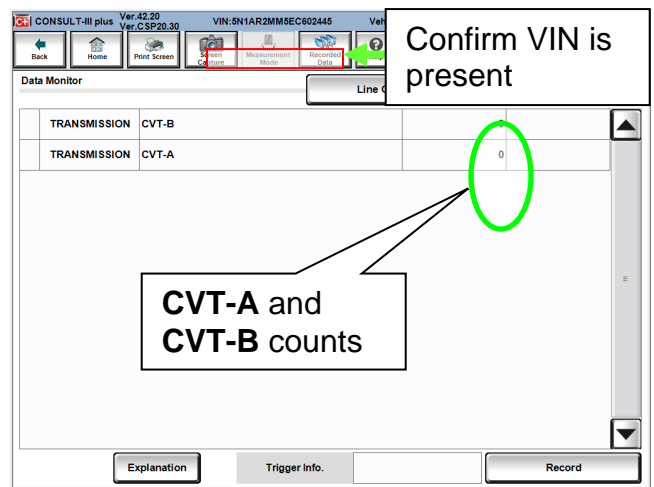 CONSULT-III plus Ver.42.20 Ver.CSP20.30 VIN:5N1AR2MM5EC602445 Veh
Back Home Print Screen Screen Capture Measurement Mode Recorded Data
Confirm VIN is
present
Data Monitor
Line
TRANSMISSION CVT-B
TRANSMISSION CVT-A 0
CVT-A and
CVT-B counts
Explanation Trigger Info. Record